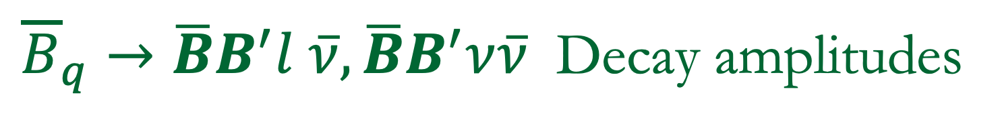 B̅_q → 𝑩̅𝑩′l ν̅, 𝑩̅𝑩′νν̅ Decay amplitudes